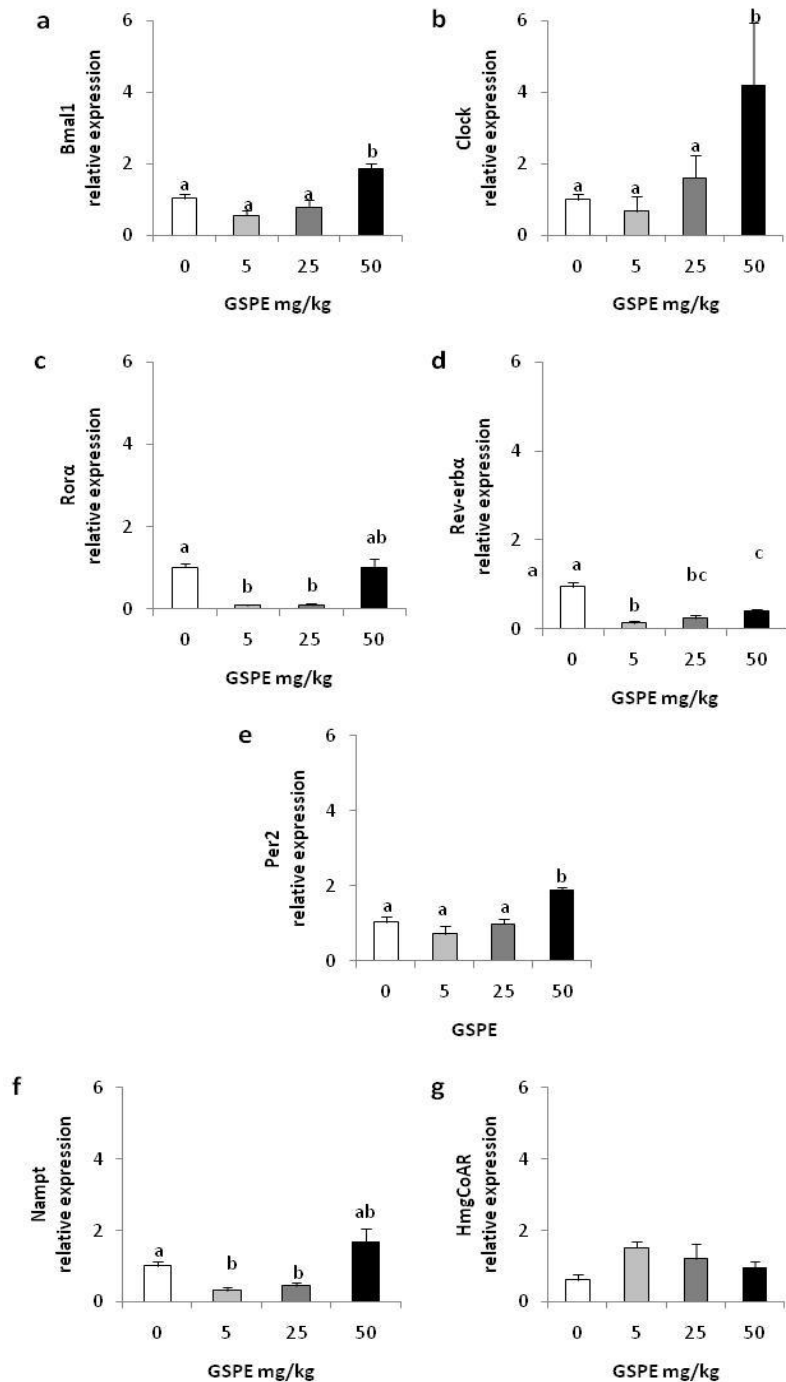 a
Bmal1
relative expression
6
4
2
0
a
a
a
b
0 5 25 50
GSPE mg/kg
b
Clock
relative expression
6
4
2
0
a
a
a
b
0 5 25 50
GSPE mg/kg
c
Rorα
relative expression
6
4
2
0
a
b
b
ab
0 5 25 50
GSPE mg/kg
d
Rev-erbα
relative expression
6
4
2
0
a
a
b
bc
c
0 5 25 50
GSPE mg/kg
e
Per2
relative expression
6
4
2
0
a
a
a
b
0 5 25 50
GSPE
f
Nampt
relative expression
6
4
2
0
a
b
b
ab
0 5 25 50
GSPE mg/kg
g
HmgCoAR
relative expression
6
4
2
0
0 5 25 50
GSPE mg/kg